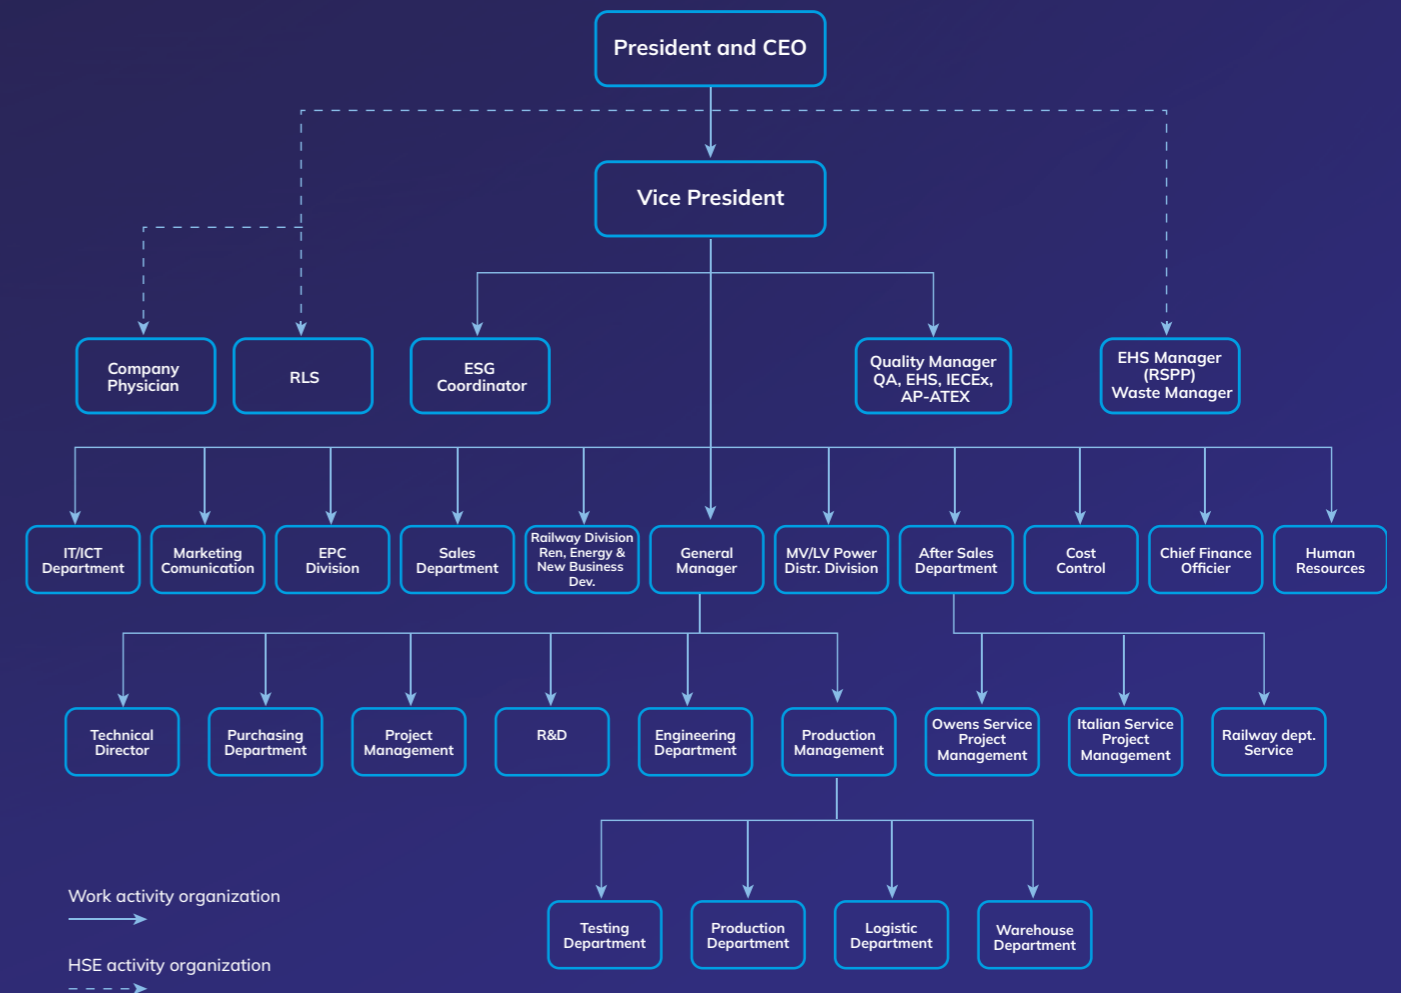 President and CEO
Vice President
Company
Physician
RLS
ESG
Coordinator
Quality Manager
QA, EHS, IECEx,
AP-ATEX
EHS Manager
(RSPP)
Waste Manager
IT/ICT
Department
Marketing
Comunication
EPC
Division
Sales
Department
Railway Division
Ren, Energy &
New Business
Dev.
General
Manager
MV/LV Power
Distr. Division
After Sales
Department
Cost
Control
Chief Finance
Officier
Human
Resources
Technical
Director
Purchasing
Department
Project
Management
R&D
Engineering
Department
Production
Management
Owens Service
Project
Management
Italian Service
Project
Management
Railway dept.
Service
Testing
Department
Production
Department
Logistic
Department
Warehouse
Department
Work activity organization
HSE activity organization